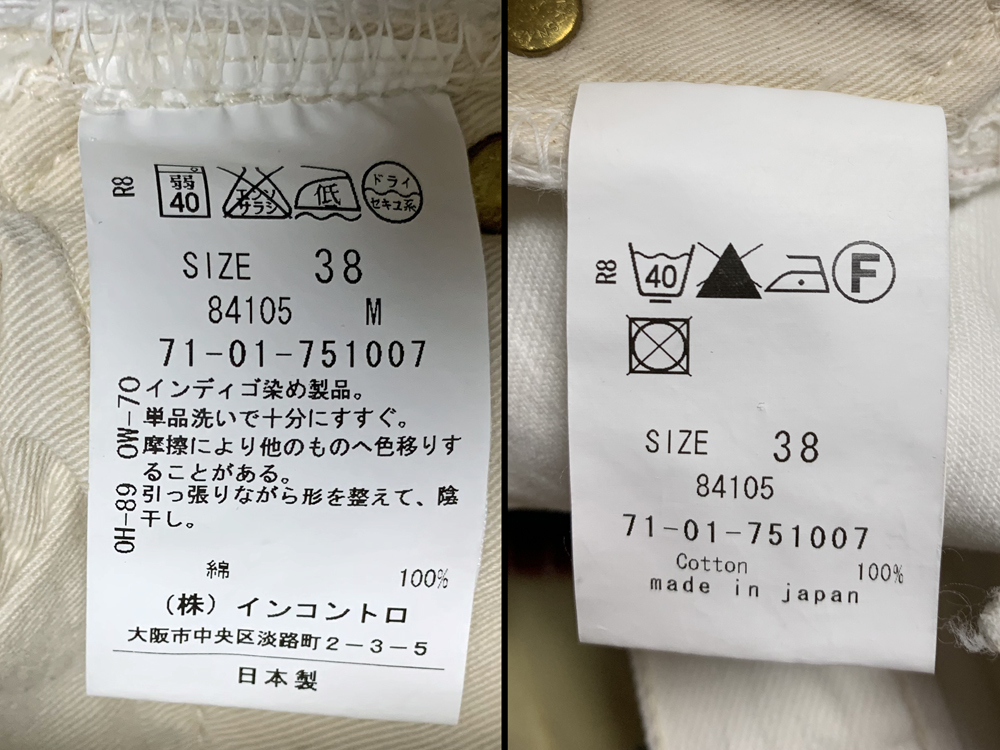 R8
弱
40
エンソ
サラシ
低
ドライ
セキユ系
SIZE 38
84105 M
71-01-751007
OW-70
インディゴ染め製品。
単品洗いで十分にすすぐ。
摩擦により他のものへ色移りす
ることがある。
OH-89
引っ張りながら形を整えて、陰
干し。
綿 100%
(株)インコントロ
大阪市中央区淡路町2-3-5
日本製
R8
40
F
SIZE 38
84105
71-01-751007
Cotton 100%
made in japan